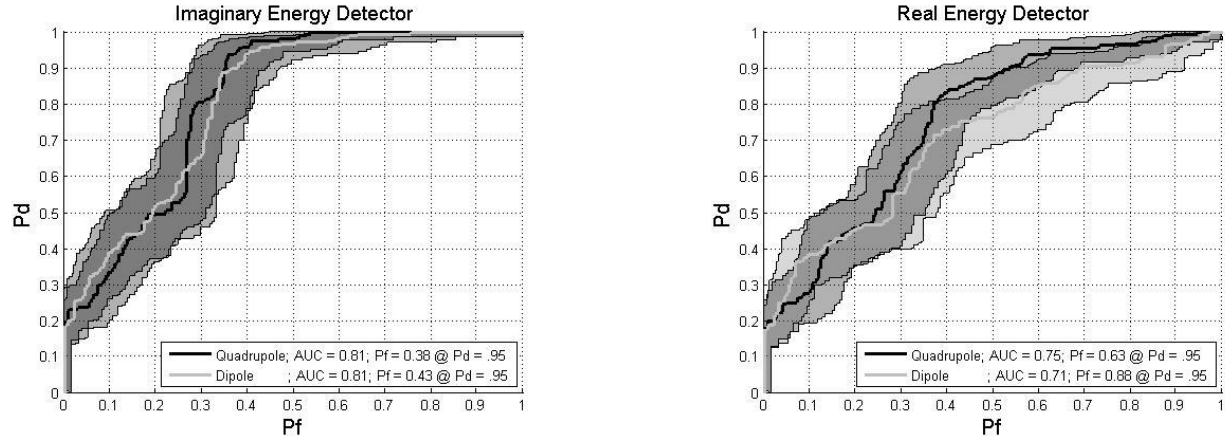 Imaginary Energy Detector
Pd
1
0.9
0.8
0.7
0.6
0.5
0.4
0.3
0.2
0.1
0
Quadrupole; AUC = 0.81; Pf = 0.38 @ Pd = .95
Dipole ; AUC = 0.81; Pf = 0.43 @ Pd = .95
0 0.1 0.2 0.3 0.4 0.5 0.6 0.7 0.8 0.9 1
Pf
Real Energy Detector
Pd
1
0.9
0.8
0.7
0.6
0.5
0.4
0.3
0.2
0.1
0
Quadrupole; AUC = 0.75; Pf = 0.63 @ Pd = .95
Dipole ; AUC = 0.71; Pf = 0.88 @ Pd = .95
0 0.1 0.2 0.3 0.4 0.5 0.6 0.7 0.8 0.9 1
Pf